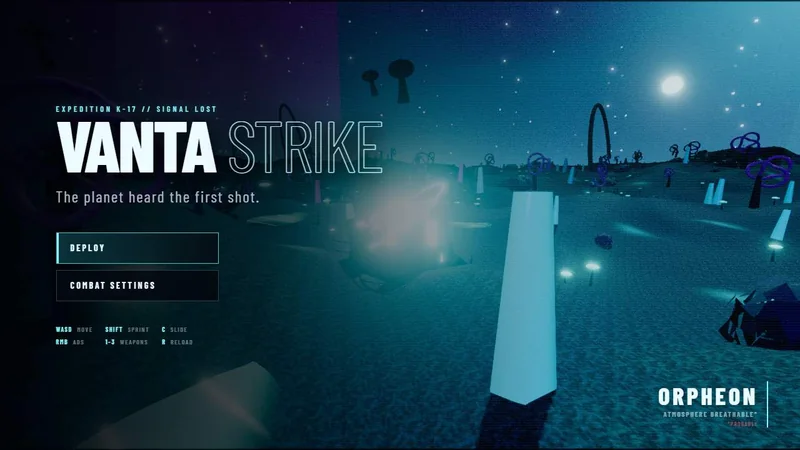 EXPEDITION K-17 // SIGNAL LOST
VANTA STRIKE
The planet heard the first shot.
DEPLOY
COMBAT SETTINGS
WASD MOVE SHIFT SPRINT C SLIDE
RMB ADS 1-3 WEAPONS R RELOAD
ORPHEON
ATMOSPHERE BREATHABLE*